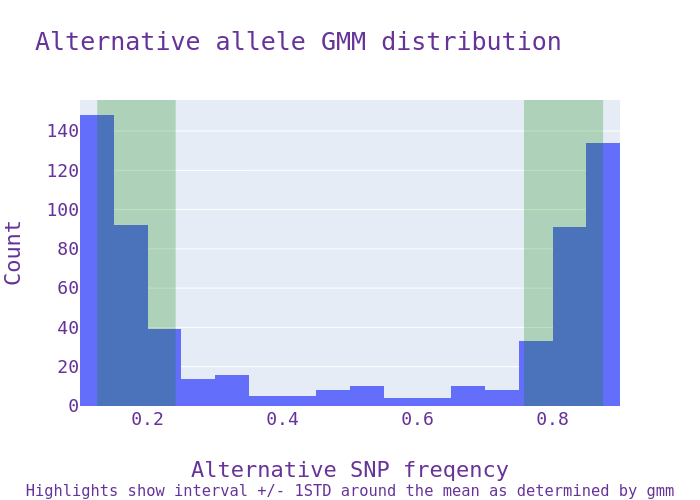 Alternative allele GMM distribution
140
120
100
80
60
40
20
0
Count
0.2 0.4 0.6 0.8
Alternative SNP freqency
Highlights show interval +/- 1STD around the mean as determined by gmm